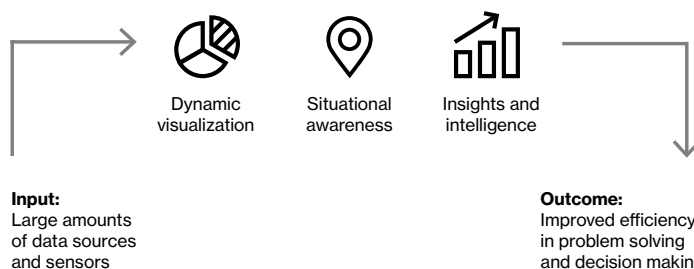 Dynamic
visualization
Situational
awareness
Insights and
intelligence
Input:
Large amounts
of data sources
and sensors
Outcome:
Improved efficiency
in problem solving
and decision makin